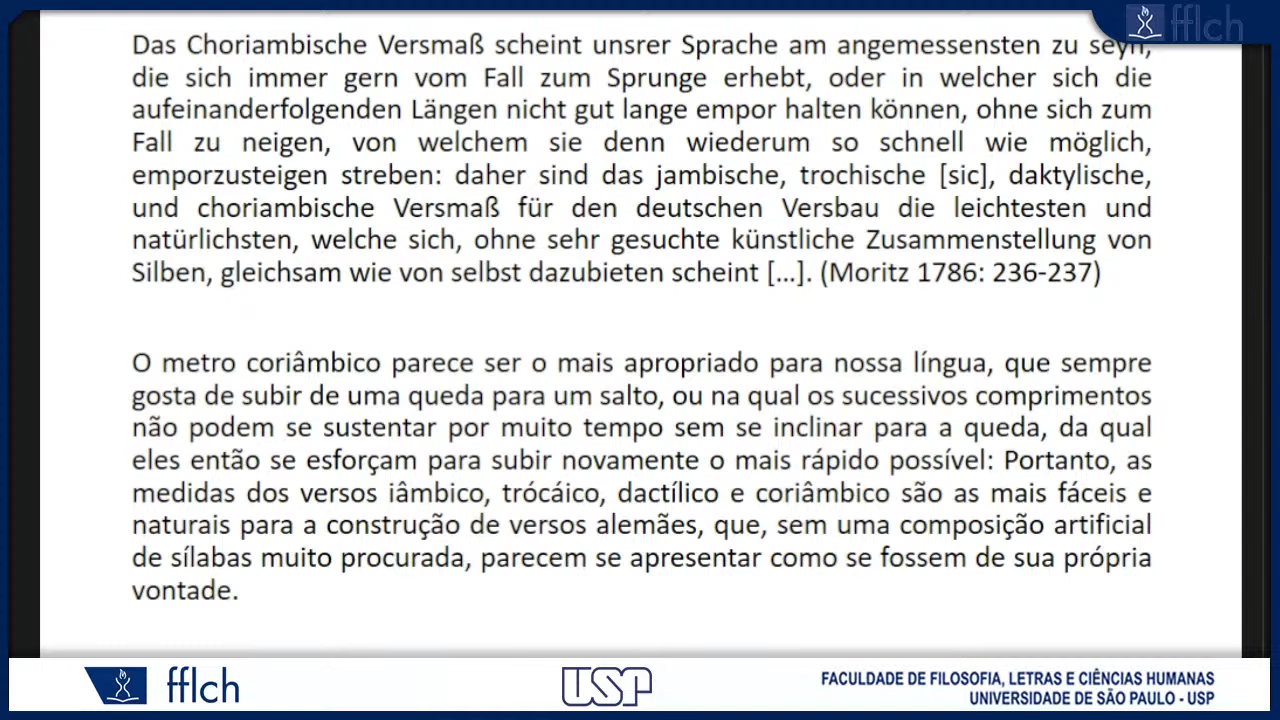 fflch
Das Choriambische Versmaß scheint unsrer Sprache am angemessensten zu seyn,
die sich immer gern vom Fall zum Sprunge erhebt, oder in welcher sich die
aufeinanderfolgenden Längen nicht gut lange empor halten können, ohne sich zum
Fall zu neigen, von welchem sie denn wiederum so schnell wie möglich,
emporzusteigen streben: daher sind das jambische, trochische [sic], daktylische,
und choriambische Versmaß für den deutschen Versbau die leichtesten und
natürlichsten, welche sich, ohne sehr gesuchte künstliche Zusammenstellung von
Silben, gleichsam wie von selbst dazubieten scheint [...]. (Moritz 1786: 236-237)
O metro coriâmbico parece ser o mais apropriado para nossa língua, que sempre
gosta de subir de uma queda para um salto, ou na qual os sucessivos comprimentos
não podem se sustentar por muito tempo sem se inclinar para a queda, da qual
eles então se esforçam para subir novamente o mais rápido possível: Portanto, as
medidas dos versos iâmbico, trócáico, dactílico e coriâmbico são as mais fáceis e
naturais para a construção de versos alemães, que, sem uma composição artificial
de sílabas muito procurada, parecem se apresentar como se fossem de sua própria
vontade.
fflch
USP
FACULDADE DE FILOSOFIA, LETRAS E CIÊNCIAS HUMANAS
UNIVERSIDADE DE SÃO PAULO - USP